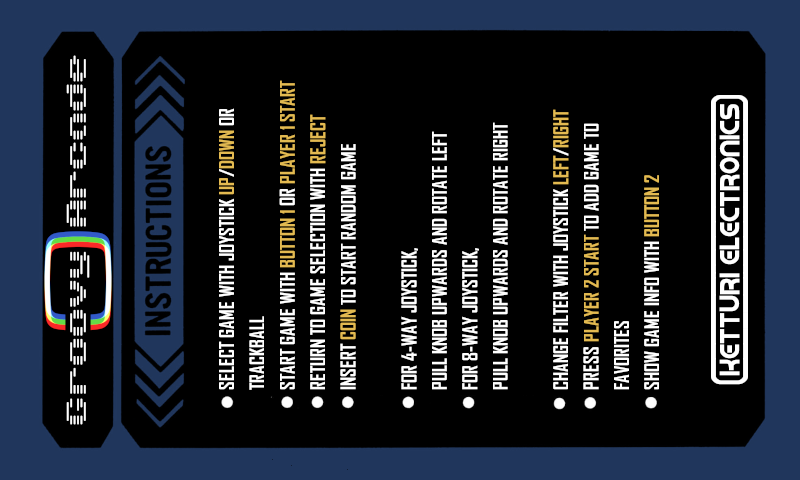 Groovy Arcade
INSTRUCTIONS
● SELECT GAME WITH JOYSTICK UP/DOWN OR
TRACKBALL
● START GAME WITH BUTTON 1 OR PLAYER 1 START
● RETURN TO GAME SELECTION WITH REJECT
● INSERT COIN TO START RANDOM GAME
● FOR 4-WAY JOYSTICK,
PULL KNOB UPWARDS AND ROTATE LEFT
● FOR 8-WAY JOYSTICK,
PULL KNOB UPWARDS AND ROTATE RIGHT
● CHANGE FILTER WITH JOYSTICK LEFT/RIGHT
● PRESS PLAYER 2 START TO ADD GAME TO
FAVORITES
● SHOW GAME INFO WITH BUTTON 2
KETTURI ELECTRONICS